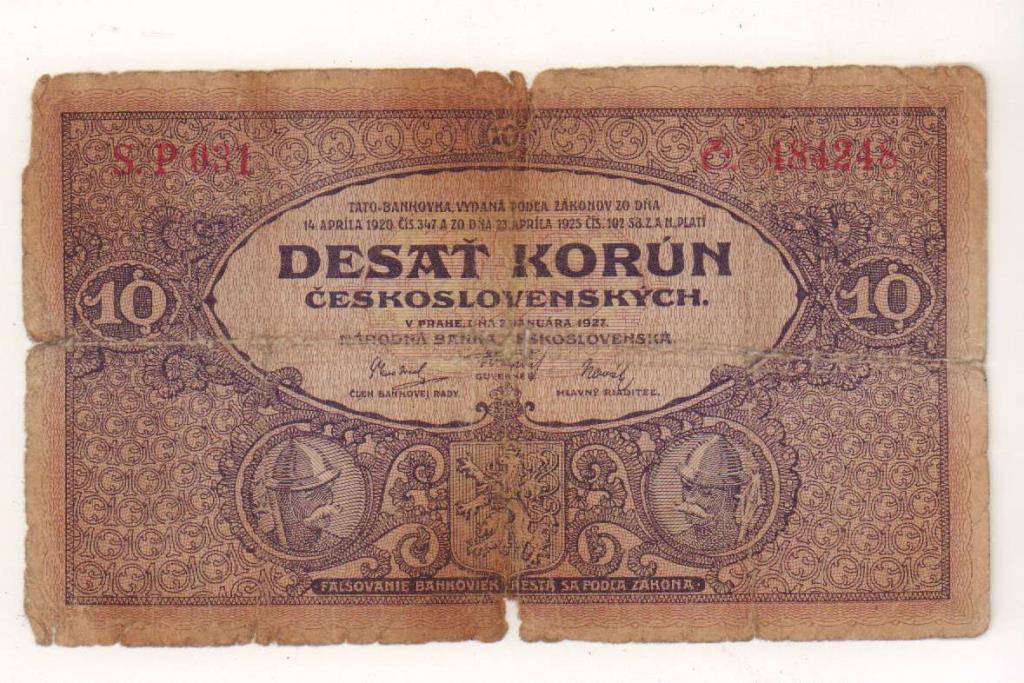 S. P 031
Č. 484248
TATO BANKOVKA, VYDANÁ PODĽA ZÁKONOV ZO DŇA
14. APRÍLA 1920 ČÍS. 347 A ZO DŇA 23. APRÍLA 1925 ČÍS. 102 SB. Z. A N. PLATÍ
DESAŤ KORÚN
ČESKOSLOVENSKÝCH.
10
10
V PRAHE, DŇA 2. JANUÁRA 1927.
NÁRODNÁ BANKA ČESKOSLOVENSKÁ.
GUVERNÉR.
ČLEN BANKOVEJ RADY.
HLAVNÝ RIADITEĽ.
FALŠOVANIE BANKOVIEK TRESTÁ SA PODĽA ZÁKONA.